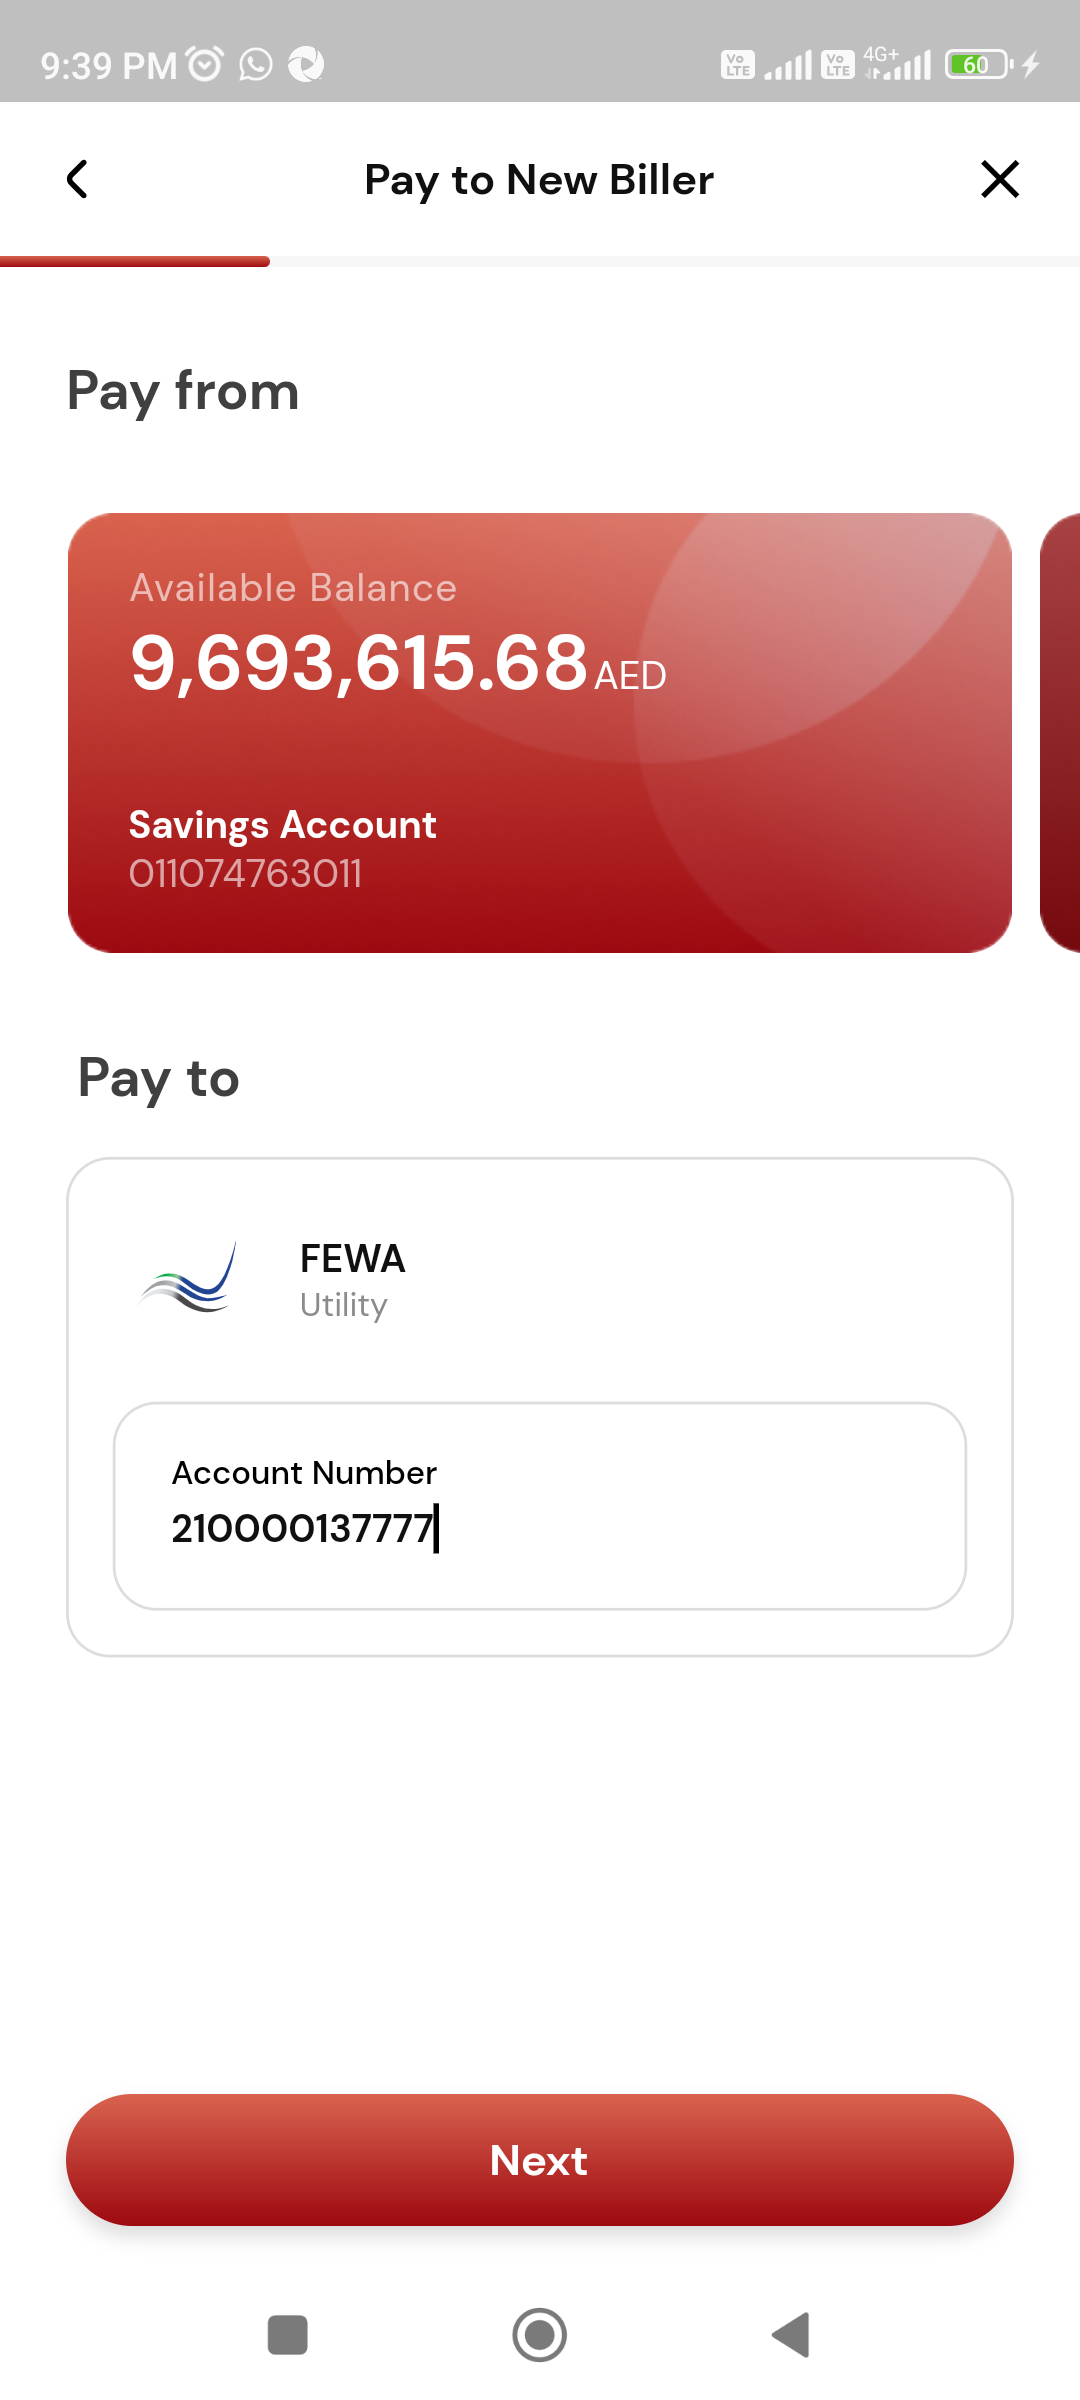 9:39 PM
Vo LTE
Vo LTE
4G+
60
Pay to New Biller
Pay from
Available Balance
9,693,615.68 AED
Savings Account
011074763011
Pay to
FEWA
Utility
Account Number
210000137777
Next